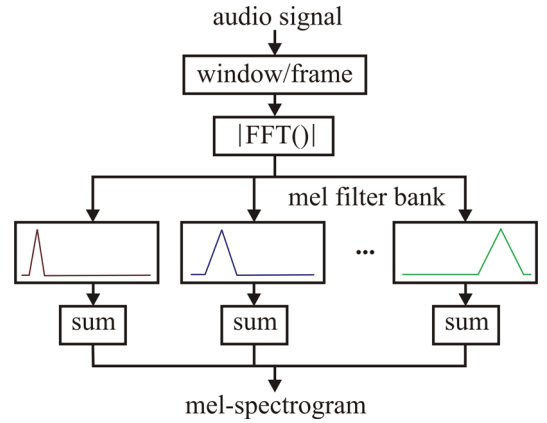 audio signal
window/frame
|FFT()|
mel filter bank
...
sum
sum
sum
mel-spectrogram